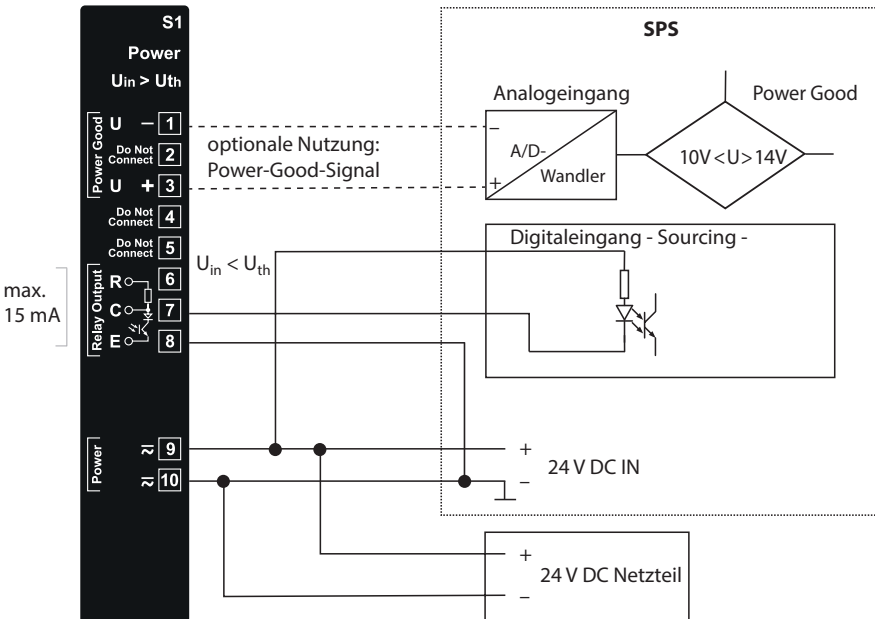 S1
Power
Uin > Uth
Power Good
U − 1
Do Not
Connect 2
U + 3
Do Not
Connect 4
Do Not
Connect 5
Relay Output
R 6
C 7
E 8
max.
15 mA
Power
9
10
optionale Nutzung:
Power-Good-Signal
Uin < Uth
SPS
Analogeingang
−
A/D-
Wandler
+
Power Good
10V <U> 14V
Digitaleingang - Sourcing -
+
24 V DC IN
−
+
24 V DC Netzteil
−